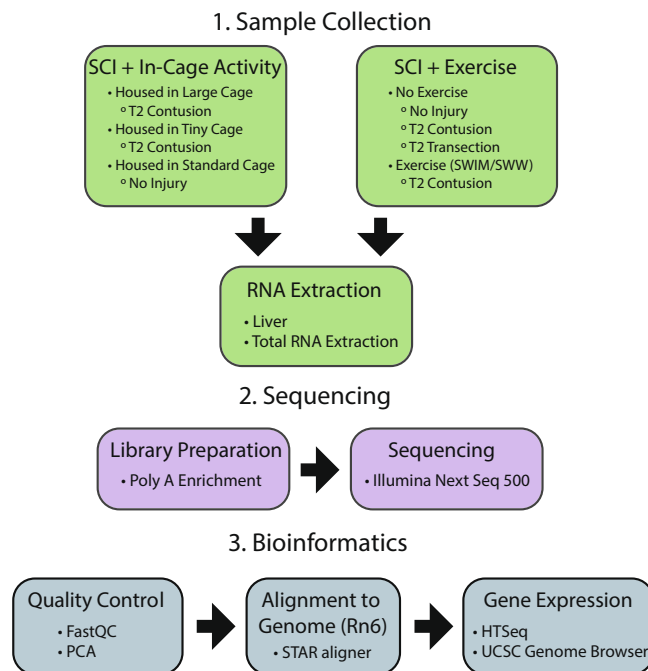 1. Sample Collection
SCI + In-Cage Activity
• Housed in Large Cage
o T2 Contusion
• Housed in Tiny Cage
o T2 Contusion
• Housed in Standard Cage
o No Injury
SCI + Exercise
• No Exercise
o No Injury
o T2 Contusion
o T2 Transection
• Exercise (SWIM/SWW)
o T2 Contusion
RNA Extraction
• Liver
• Total RNA Extraction
2. Sequencing
Library Preparation
• Poly A Enrichment
Sequencing
• Illumina Next Seq 500
3. Bioinformatics
Quality Control
• FastQC
• PCA
Alignment to
Genome (Rn6)
• STAR aligner
Gene Expression
• HTSeq
• UCSC Genome Browser